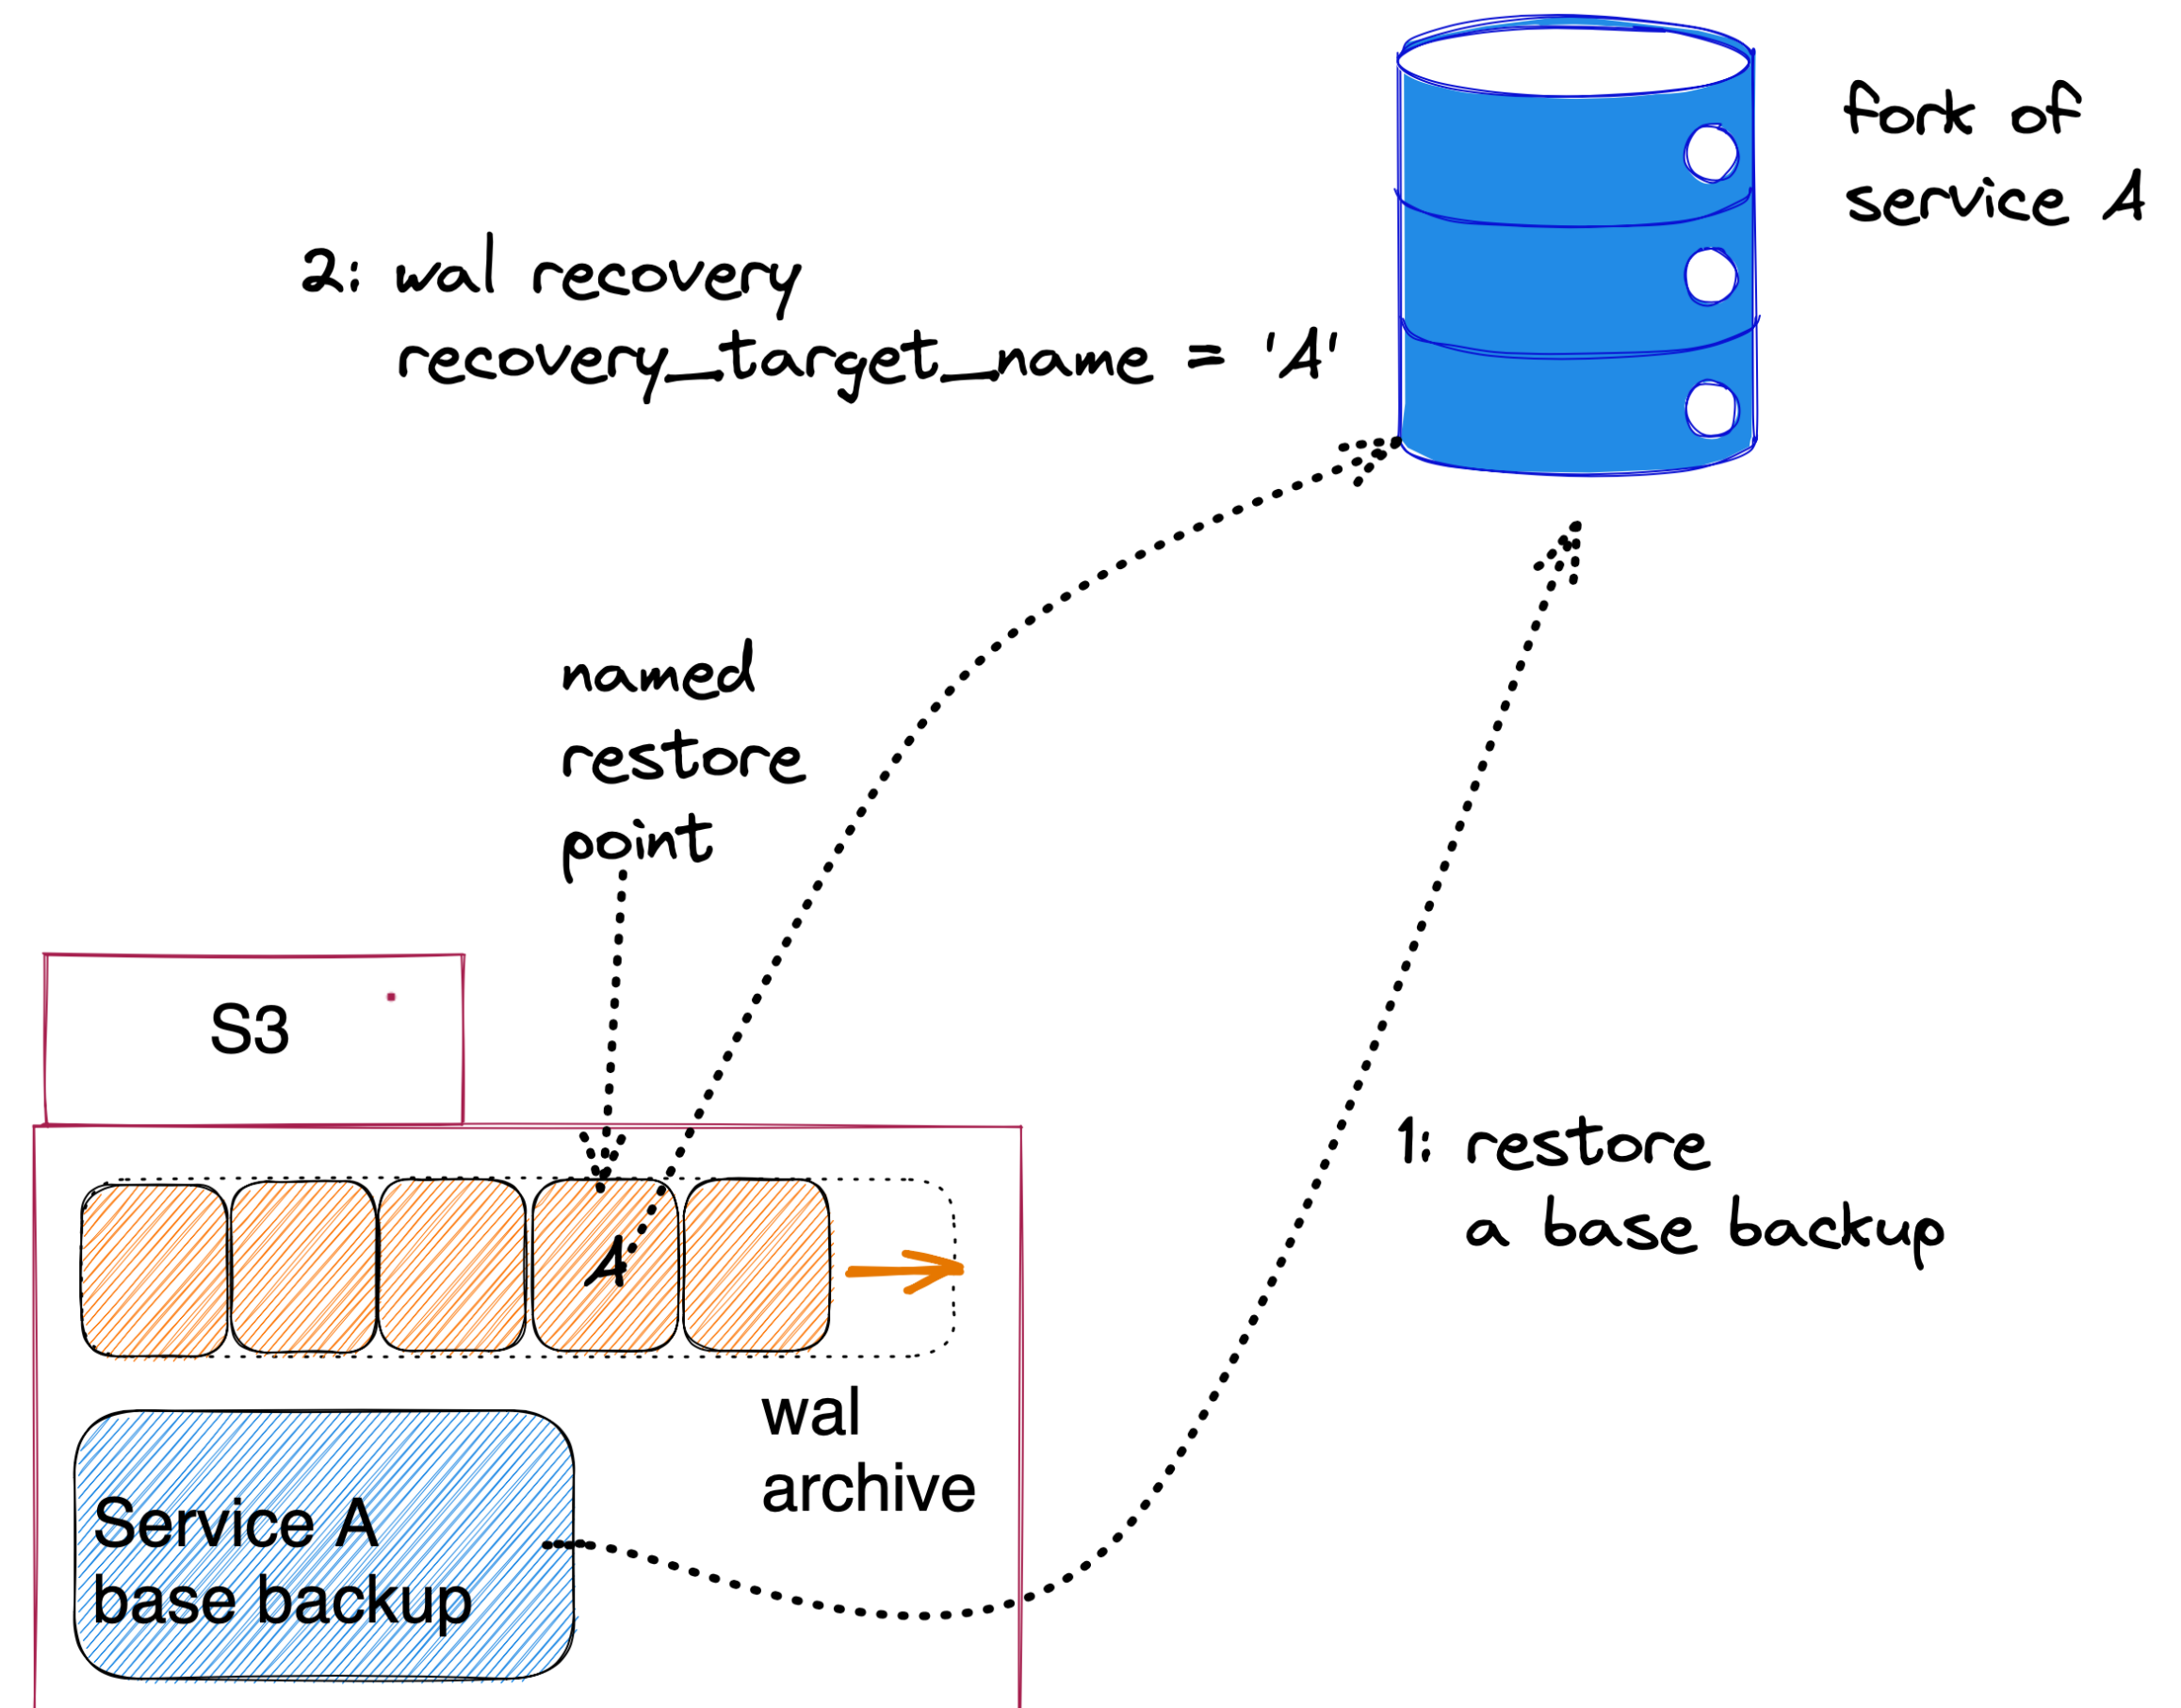 fork of
service A
2: wal recovery
recovery_target_name = 'A'
named
restore
point
S3
1: restore
a base backup
A
wal
archive
Service A
base backup